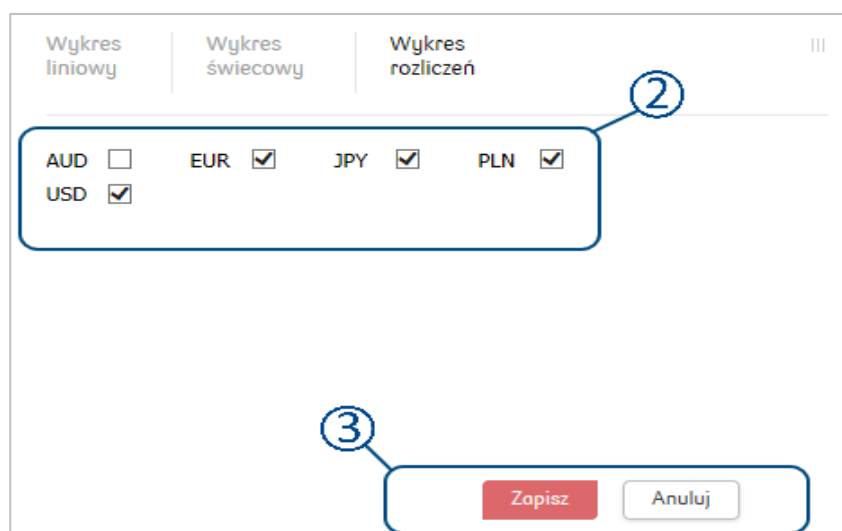 Wykres liniowy
Wykres świecowy
Wykres rozliczeń
2
AUD EUR JPY PLN
USD
3
Zapisz Anuluj